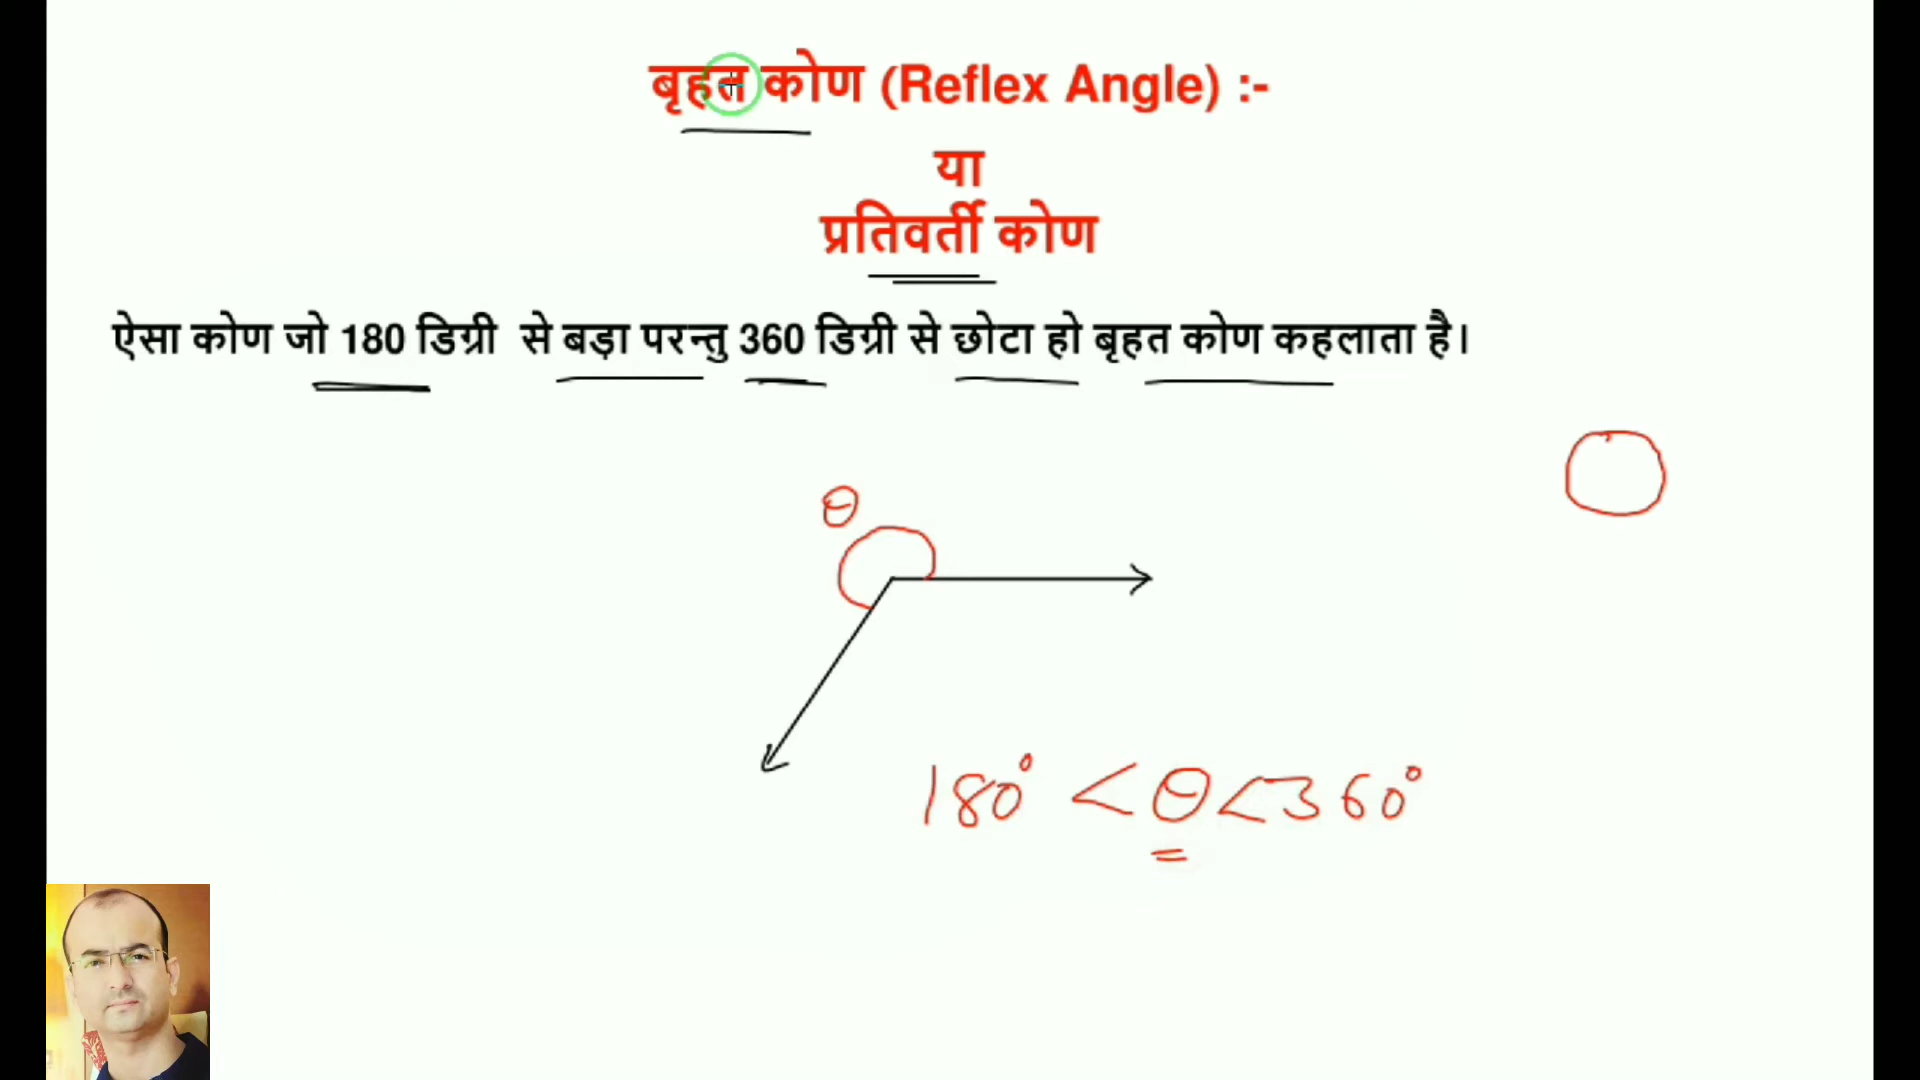 बृहत कोण (Reflex Angle) :-
या
प्रतिवर्ती कोण
ऐसा कोण जो 180 डिग्री से बड़ा परन्तु 360 डिग्री से छोटा हो बृहत कोण कहलाता है।
θ
180° < θ < 360°